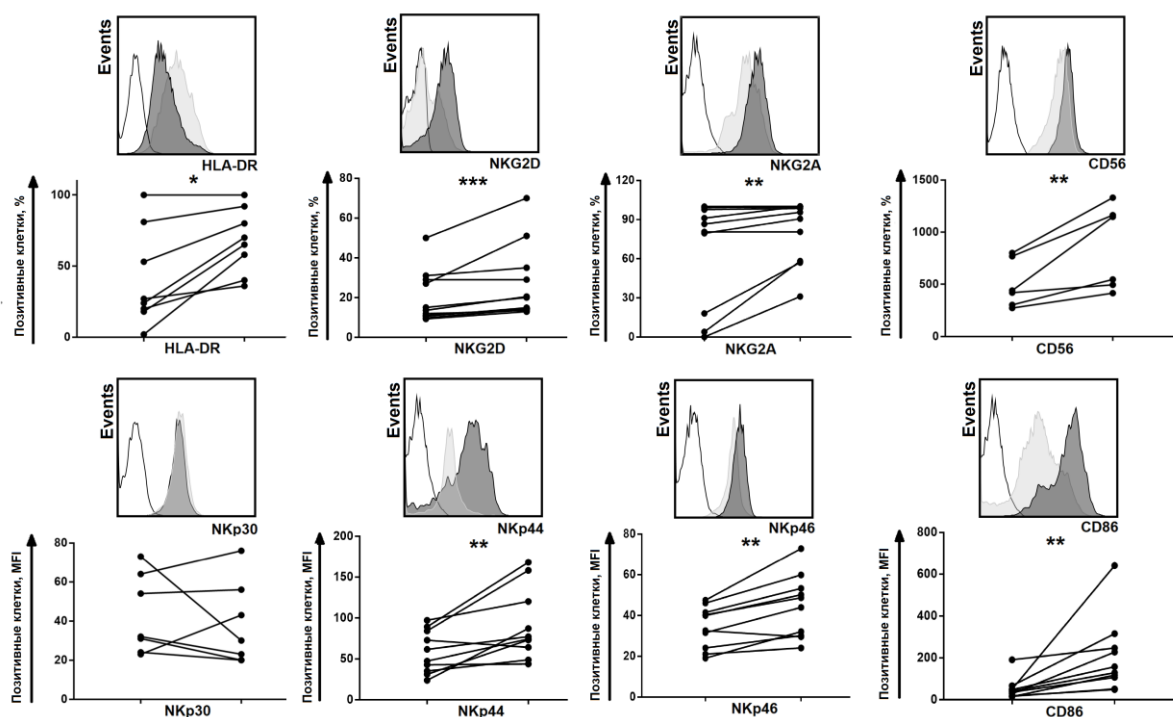 Events Events Events Events
HLA-DR NKG2D NKG2A CD56
* *** ** **
Позитивные клетки, %
100
50
0
HLA-DR
Позитивные клетки, %
80
60
40
20
0
NKG2D
Позитивные клетки, %
120
90
60
30
0
NKG2A
Позитивные клетки, %
1500
1000
500
0
CD56
Events Events Events Events
NKp30 NKp44 NKp46 CD86
** ** **
Позитивные клетки, MFI
80
60
40
20
0
NKp30
Позитивные клетки, MFI
200
150
100
50
0
NKp44
Позитивные клетки, MFI
80
60
40
20
0
NKp46
Позитивные клетки, MFI
800
600
400
200
0
CD86